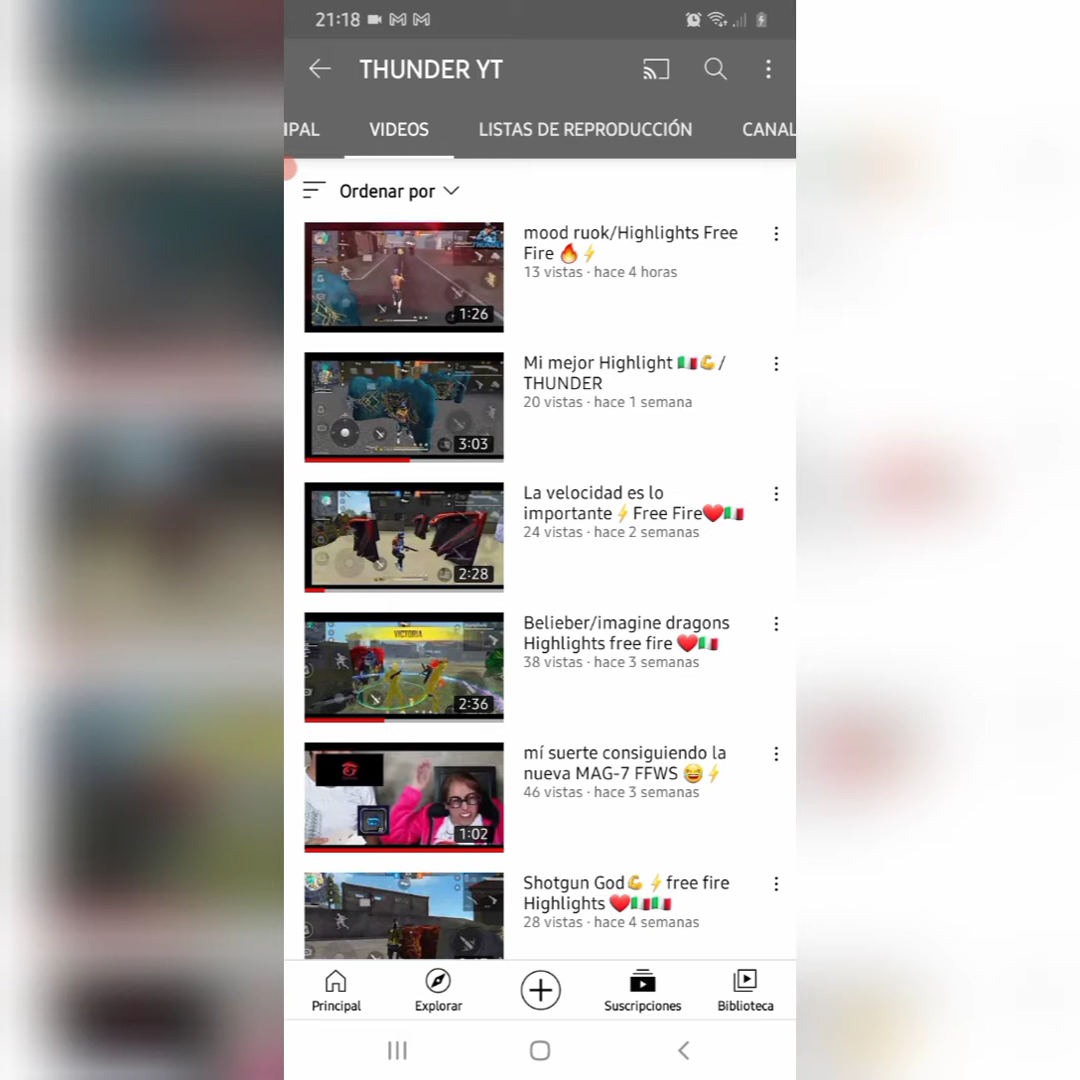 21:18
THUNDER YT
IPAL VIDEOS LISTAS DE REPRODUCCIÓN CANAL
Ordenar por
mood ruok/Highlights Free
Fire 🔥⚡
13 vistas · hace 4 horas
1:26
Mi mejor Highlight 🇲🇽💪/
THUNDER
20 vistas · hace 1 semana
3:03
La velocidad es lo
importante⚡Free Fire❤️🇲🇽
24 vistas · hace 2 semanas
2:28
Belieber/imagine dragons
Highlights free fire ❤️🇲🇽
38 vistas · hace 3 semanas
VICTORIA
2:36
mí suerte consiguiendo la
nueva MAG-7 FFWS 😂⚡
46 vistas · hace 3 semanas
1:02
Shotgun God💪⚡free fire
Highlights ❤️🇲🇽🇲🇽
28 vistas · hace 4 semanas
Principal Explorar Suscripciones Biblioteca